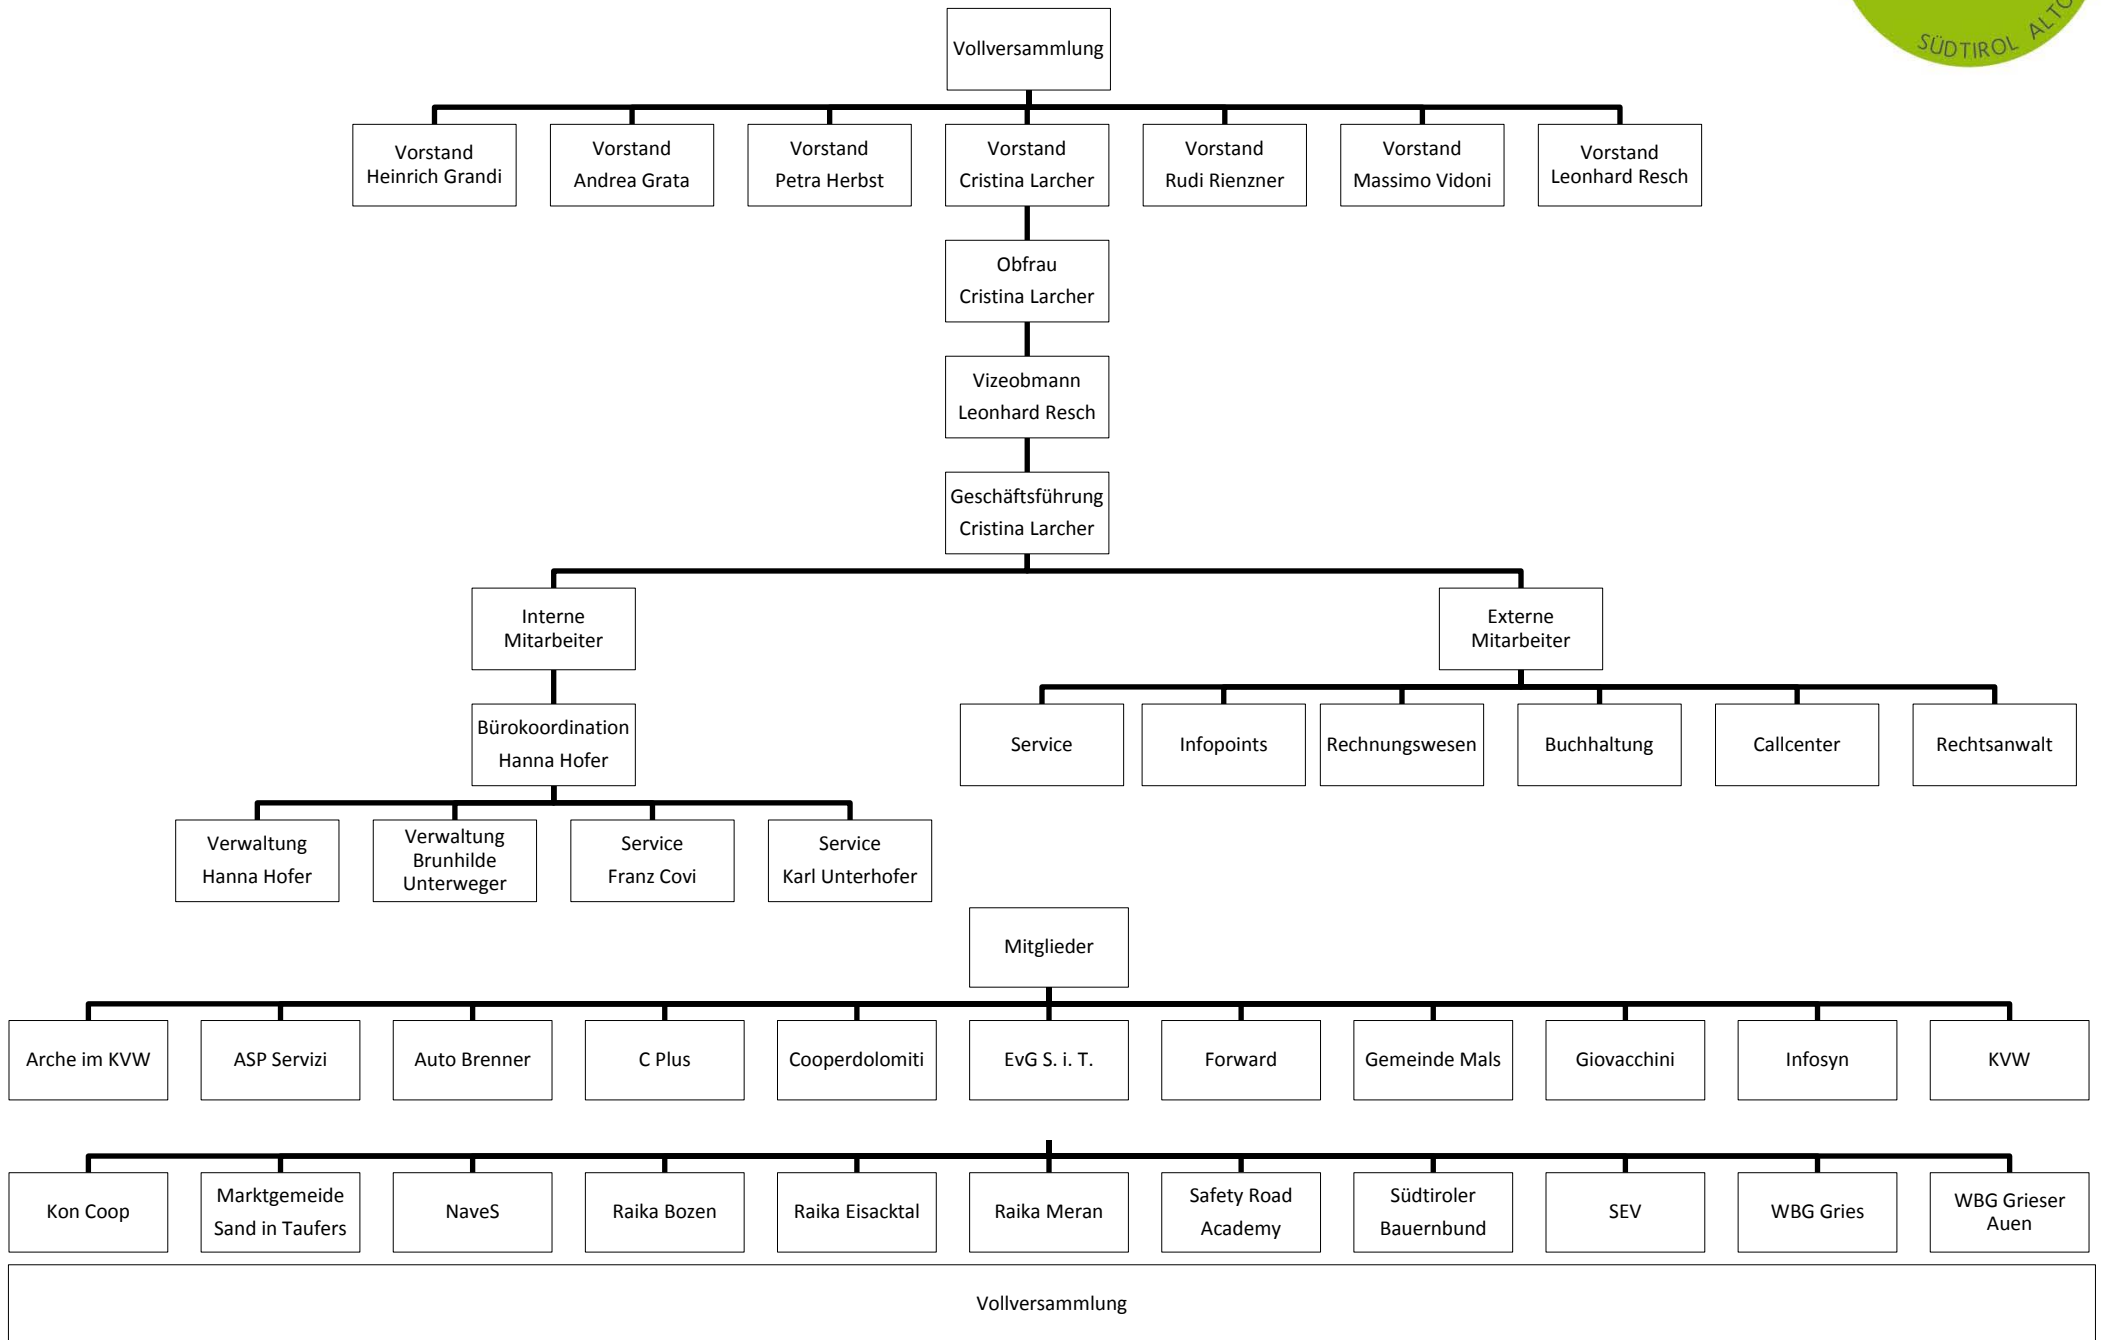 SÜDTIROL
Vollversammlung
Vorstand
Heinrich Grandi
Vorstand
Andrea Grata
Vorstand
Petra Herbst
Vorstand
Cristina Larcher
Vorstand
Rudi Rienzner
Vorstand
Massimo Vidoni
Vorstand
Leonhard Resch
Obfrau
Cristina Larcher
Vizeobmann
Leonhard Resch
Geschäftsführung
Cristina Larcher
Interne
Mitarbeiter
Externe
Mitarbeiter
Bürokoordination
Hanna Hofer
Service
Infopoints
Rechnungswesen
Buchhaltung
Callcenter
Rechtsanwalt
Verwaltung
Hanna Hofer
Verwaltung
Brunhilde
Unterweger
Service
Franz Covi
Service
Karl Unterhofer
Mitglieder
Arche im KVW
ASP Servizi
Auto Brenner
C Plus
Cooperdolomiti
EvG S. i. T.
Forward
Gemeinde Mals
Giovacchini
Infosyn
KVW
Kon Coop
Marktgemeide
Sand in Taufers
NaveS
Raika Bozen
Raika Eisacktal
Raika Meran
Safety Road
Academy
Südtiroler
Bauernbund
SEV
WBG Gries
WBG Grieser
Auen
Vollversammlung